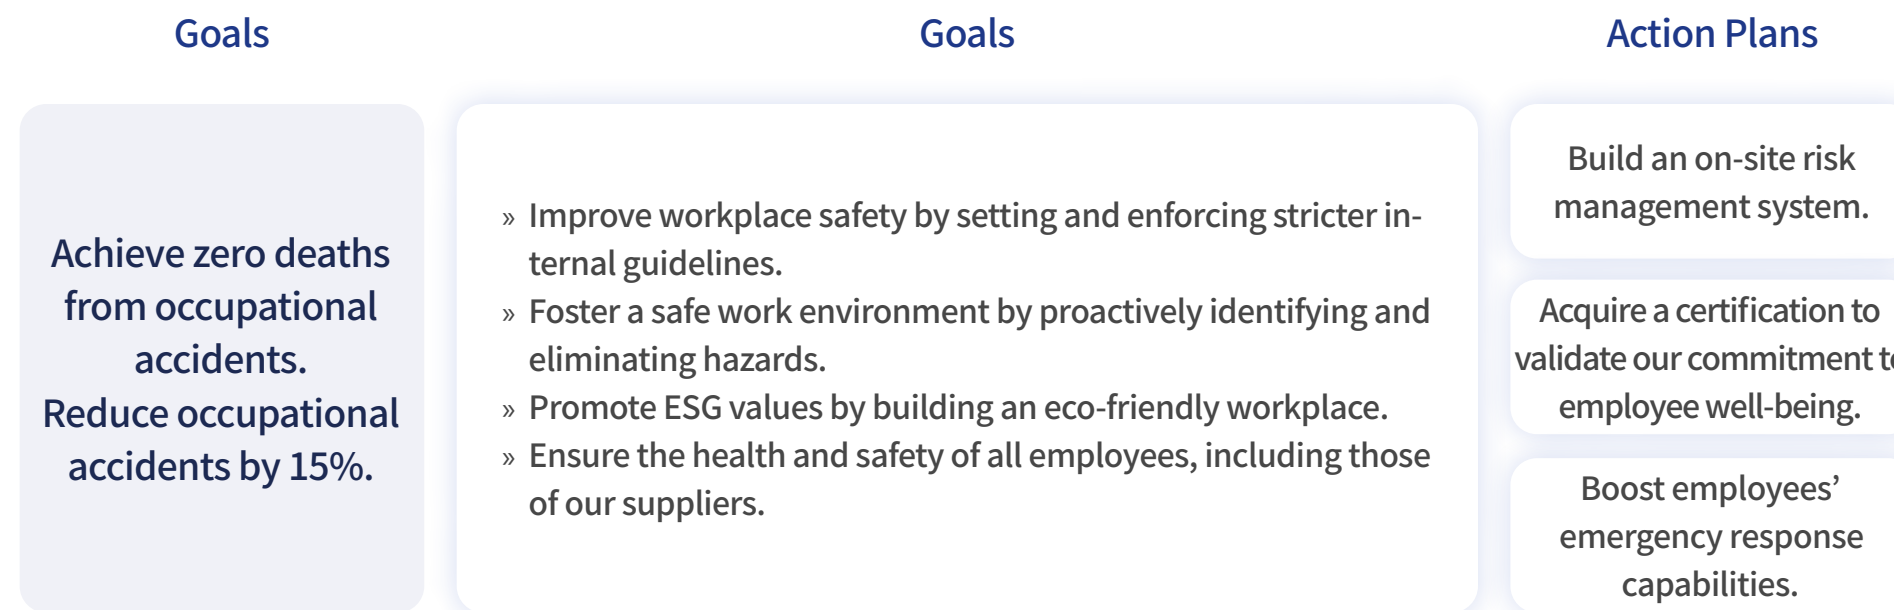 Goals
Achieve zero deaths
from occupational
accidents.
Reduce occupational
accidents by 15%.
Goals
» Improve workplace safety by setting and enforcing stricter in-
ternal guidelines.
» Foster a safe work environment by proactively identifying and
eliminating hazards.
» Promote ESG values by building an eco-friendly workplace.
» Ensure the health and safety of all employees, including those
of our suppliers.
Action Plans
Build an on-site risk
management system.
Acquire a certification to
validate our commitment to
employee well-being.
Boost employees’
emergency response
capabilities.